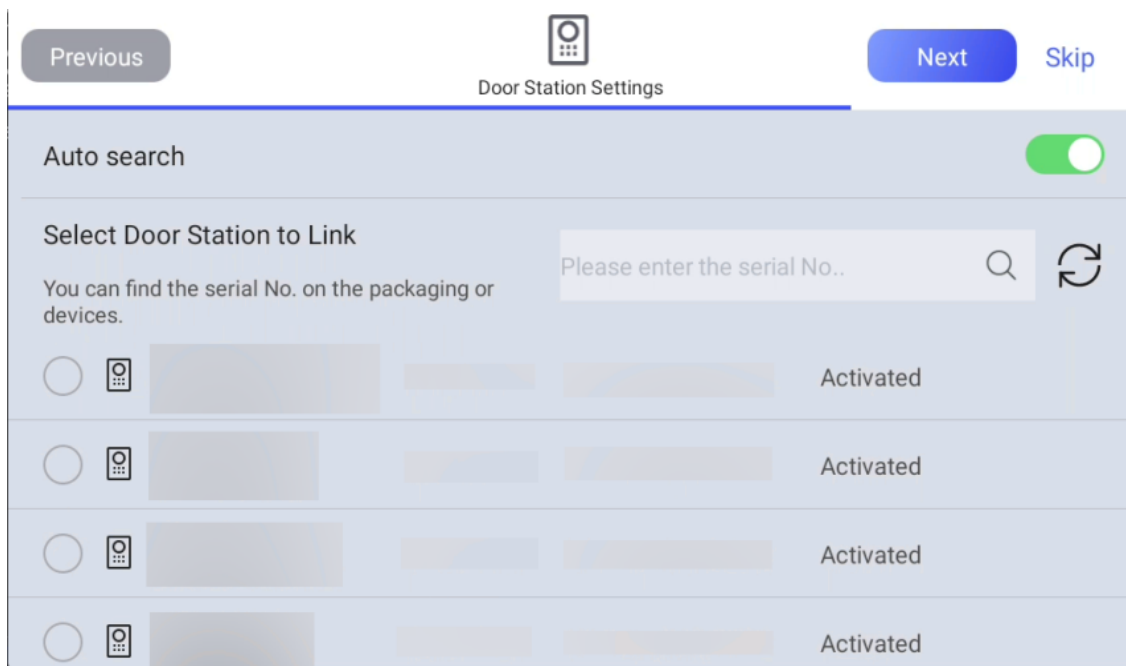 Previous
Door Station Settings
Next
Skip
Auto search
Select Door Station to Link
Please enter the serial No..
You can find the serial No. on the packaging or
devices.
Activated
Activated
Activated
Activated